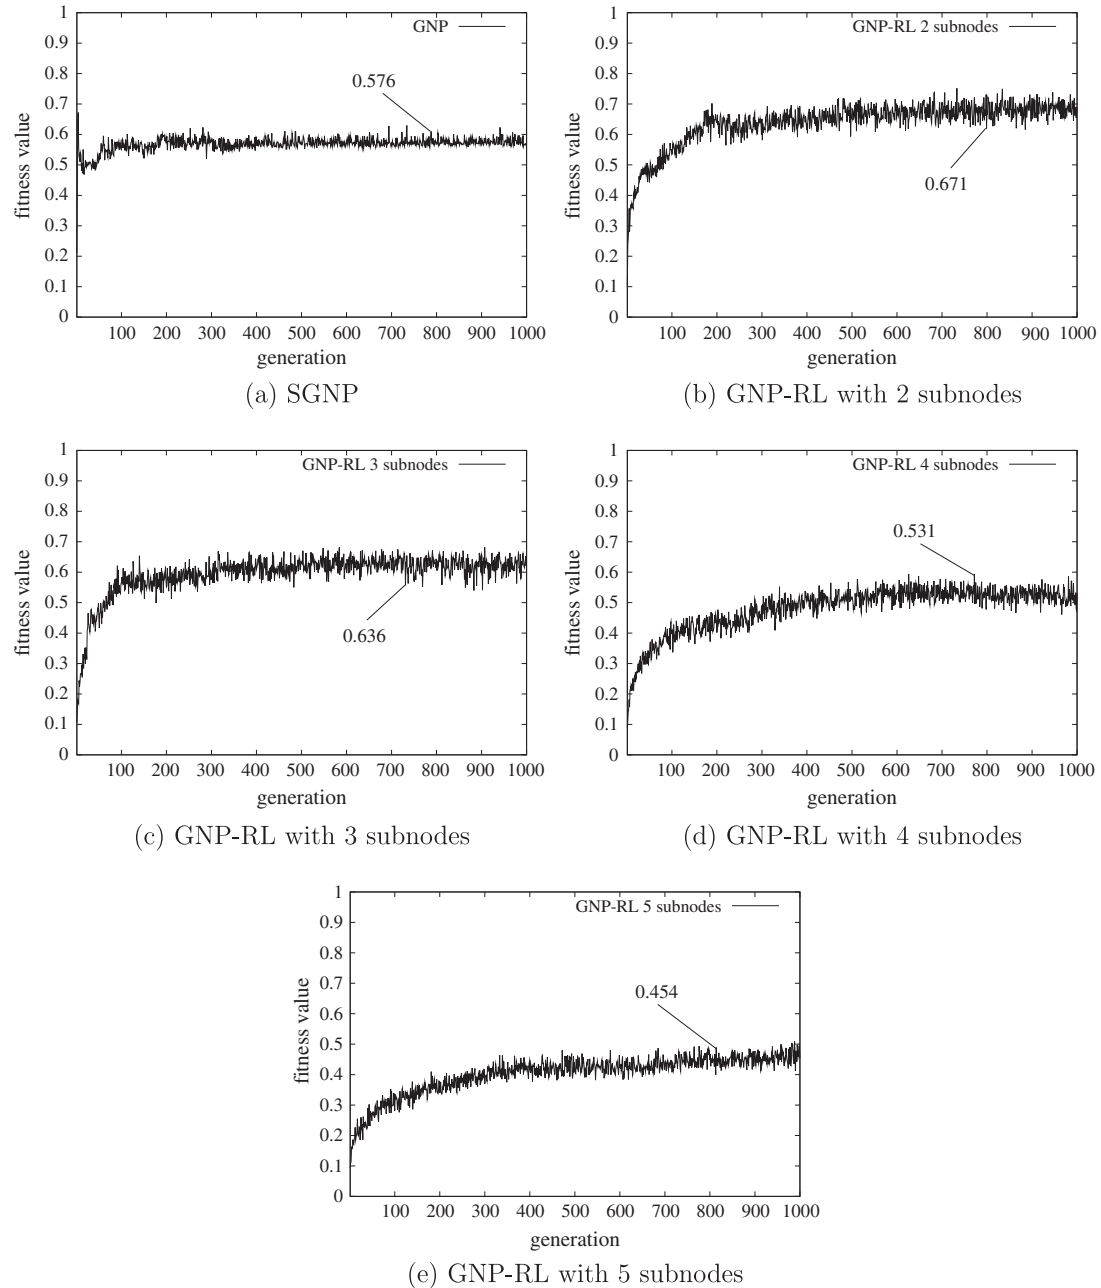 1
0.9
0.8
0.7
0.6
0.5
0.4
0.3
0.2
0.1
0
fitness value
GNP
0.576
100 200 300 400 500 600 700 800 900 1000
generation
(a) SGNP
1
0.9
0.8
0.7
0.6
0.5
0.4
0.3
0.2
0.1
0
fitness value
GNP-RL 2 subnodes
0.671
100 200 300 400 500 600 700 800 900 1000
generation
(b) GNP-RL with 2 subnodes
1
0.9
0.8
0.7
0.6
0.5
0.4
0.3
0.2
0.1
0
fitness value
GNP-RL 3 subnodes
0.636
100 200 300 400 500 600 700 800 900 1000
generation
(c) GNP-RL with 3 subnodes
1
0.9
0.8
0.7
0.6
0.5
0.4
0.3
0.2
0.1
0
fitness value
GNP-RL 4 subnodes
0.531
100 200 300 400 500 600 700 800 900 1000
generation
(d) GNP-RL with 4 subnodes
1
0.9
0.8
0.7
0.6
0.5
0.4
0.3
0.2
0.1
0
fitness value
GNP-RL 5 subnodes
0.454
100 200 300 400 500 600 700 800 900 1000
generation
(e) GNP-RL with 5 subnodes